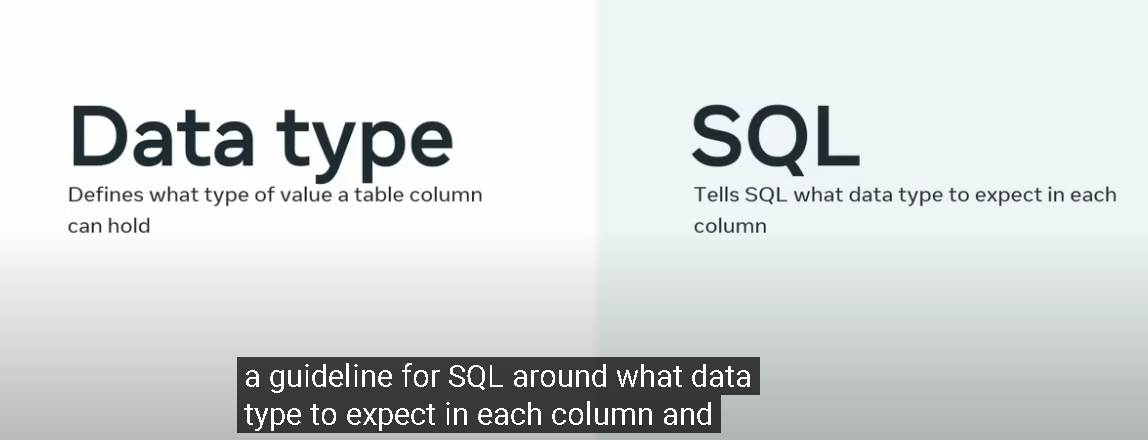 Data type
Defines what type of value a table column
can hold
SQL
Tells SQL what data type to expect in each
column
a guideline for SQL around what data
type to expect in each column and